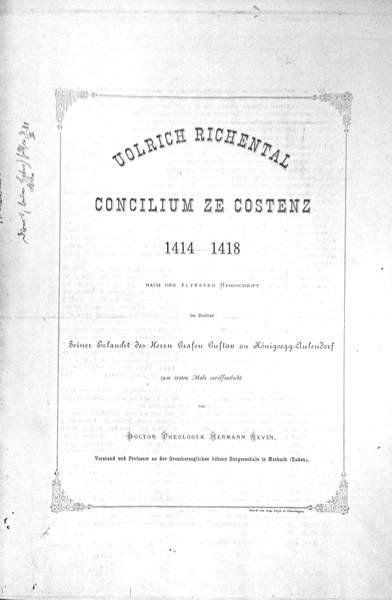 UOLRICH RICHENTAL
CONCILIUM ZE COSTENZ
1414 1418
NACH DER ÄLTESTEN HANDSCHRIFT
im Besitze
Seiner Erlaucht des Herrn Grafen Gustav zu Königsegg-Aulendorf
zum ersten Male veröffentlicht
von
DOCTOR THEOLOGIÆ HERMANN SEVIN,
Vorstand und Professor an der Grossherzoglichen höhern Bürgerschule in Mosbach (Baden).